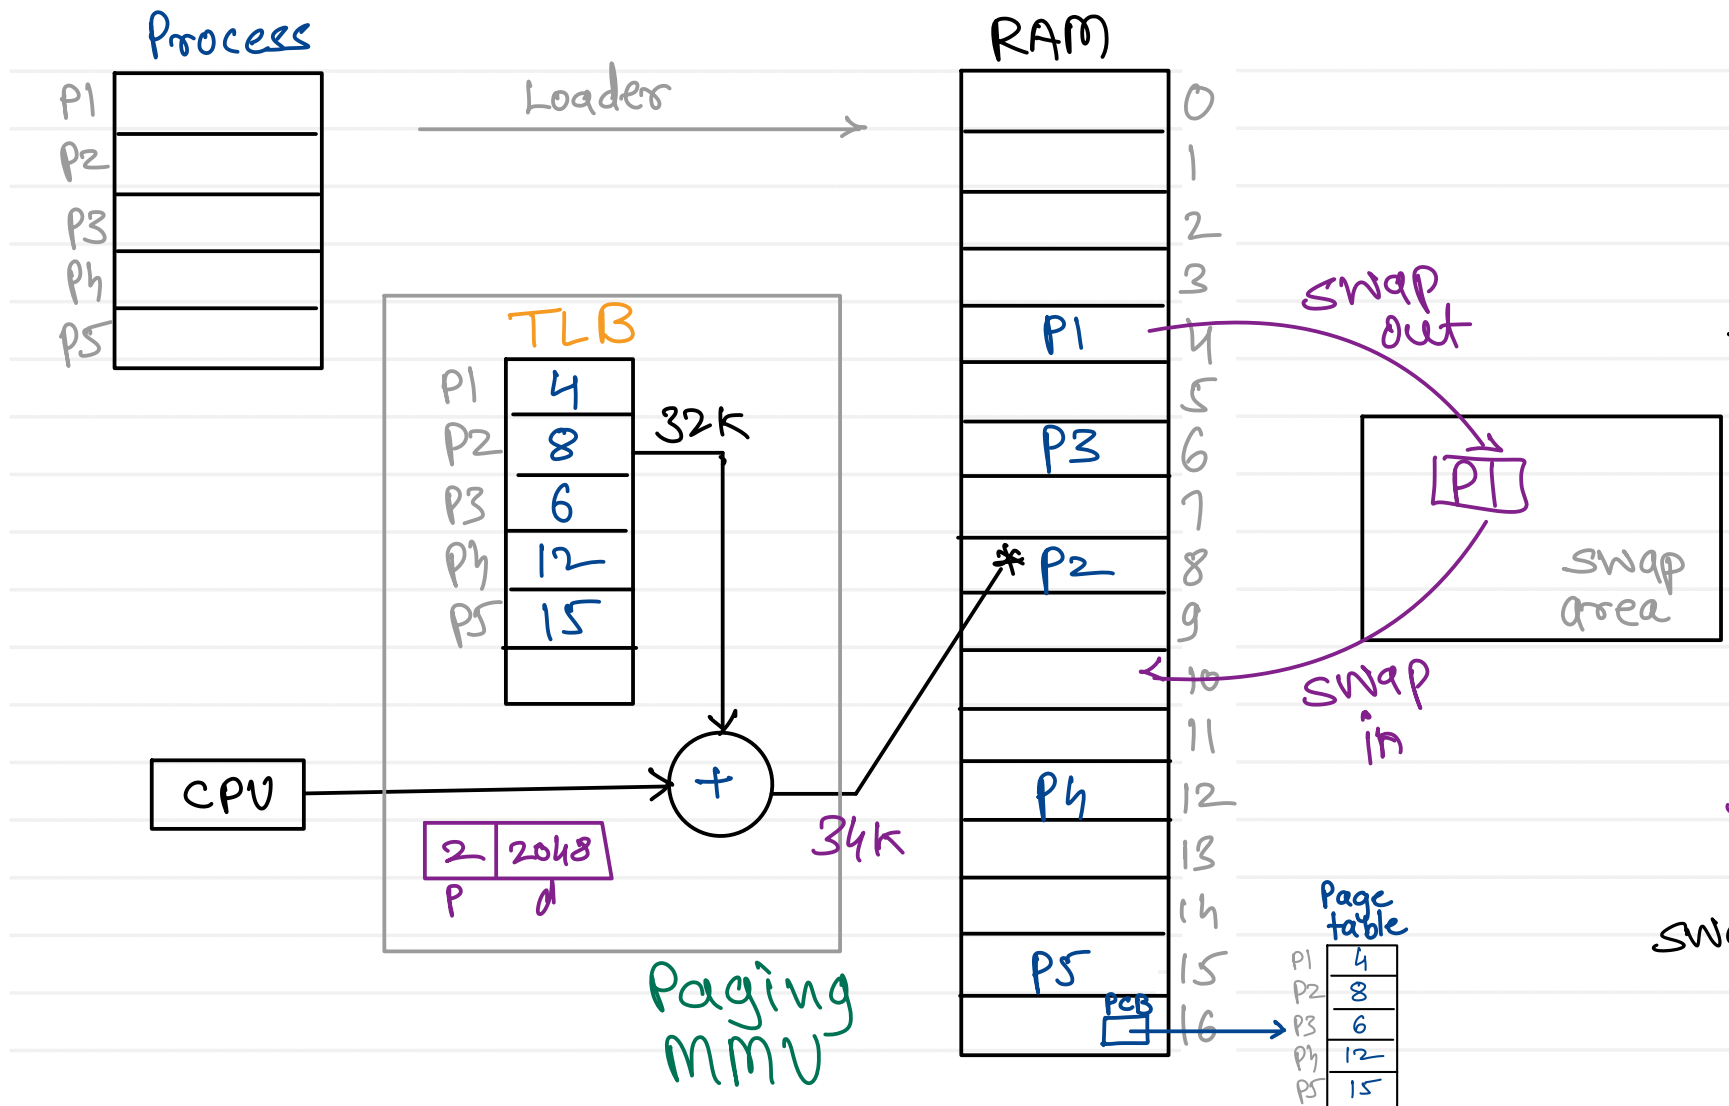 Process
P1
P2
P3
P4
P5
Loader
RAM
0
1
2
3
P1 4
5
P3 6
7
* P2 8
9
10
11
P4 12
13
14
P5 15
PCB
16
swap
out
P1
swap
area
swap
in
TLB
P1 4
P2 8
P3 6
P4 12
P5 15
32K
CPU
+
2 2048
p d
34K
Paging
MMU
Page
table
P1 4
P2 8
P3 6
P4 12
P5 15